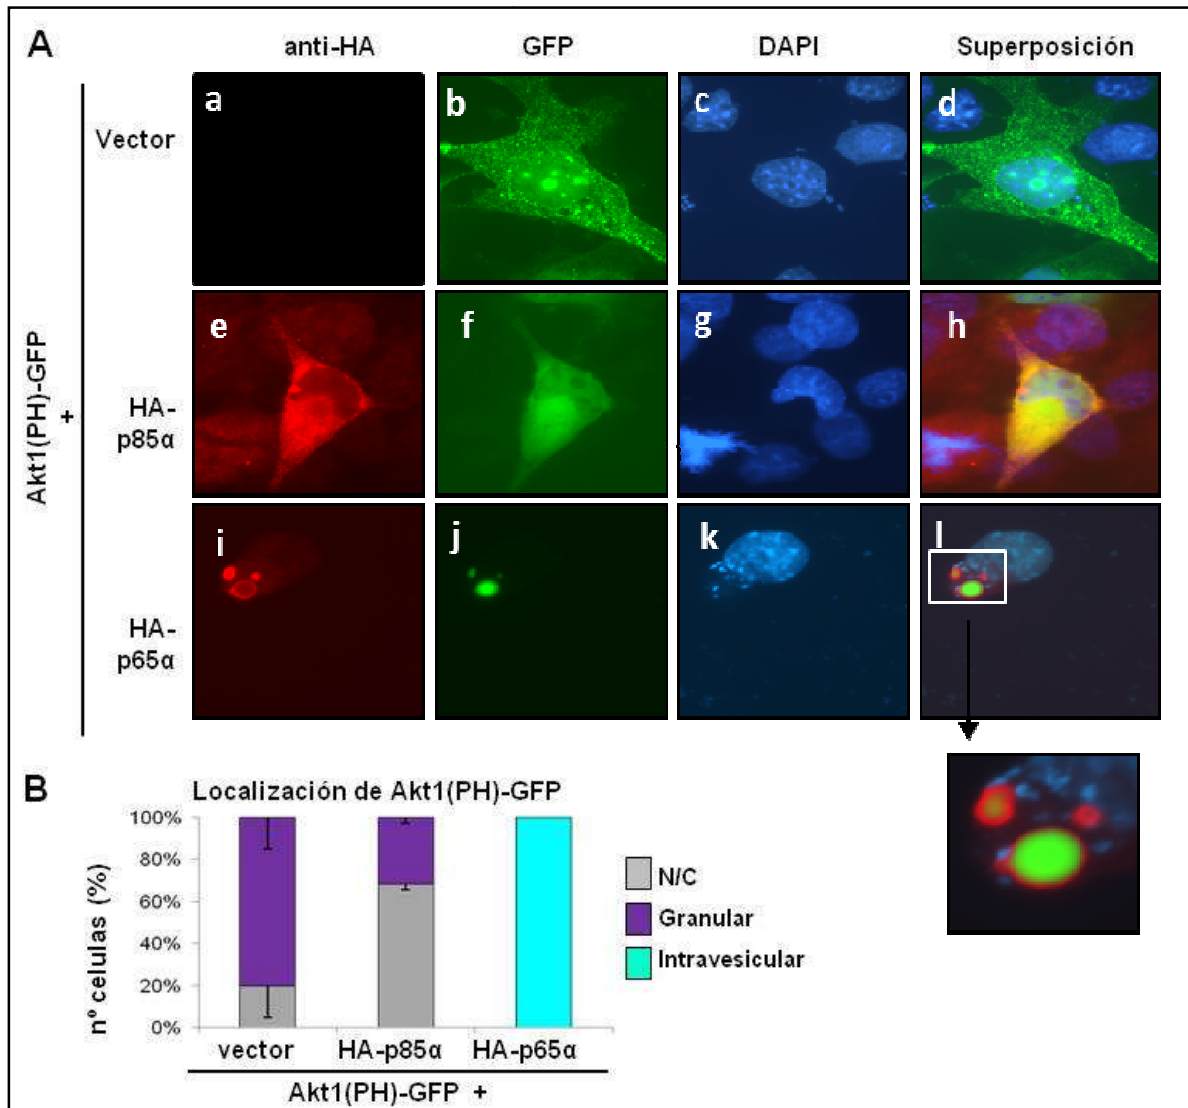 A
anti-HA
GFP
DAPI
Superposición
Akt1(PH)-GFP
+
Vector
a
b
c
d
HA-
p85α
e
f
g
h
HA-
p65α
i
j
k
l
B
Localización de Akt1(PH)-GFP
nº celulas (%)
100%
80%
60%
40%
20%
0%
vector
HA-p85α
HA-p65α
Akt1(PH)-GFP +
N/C
Granular
Intravesicular